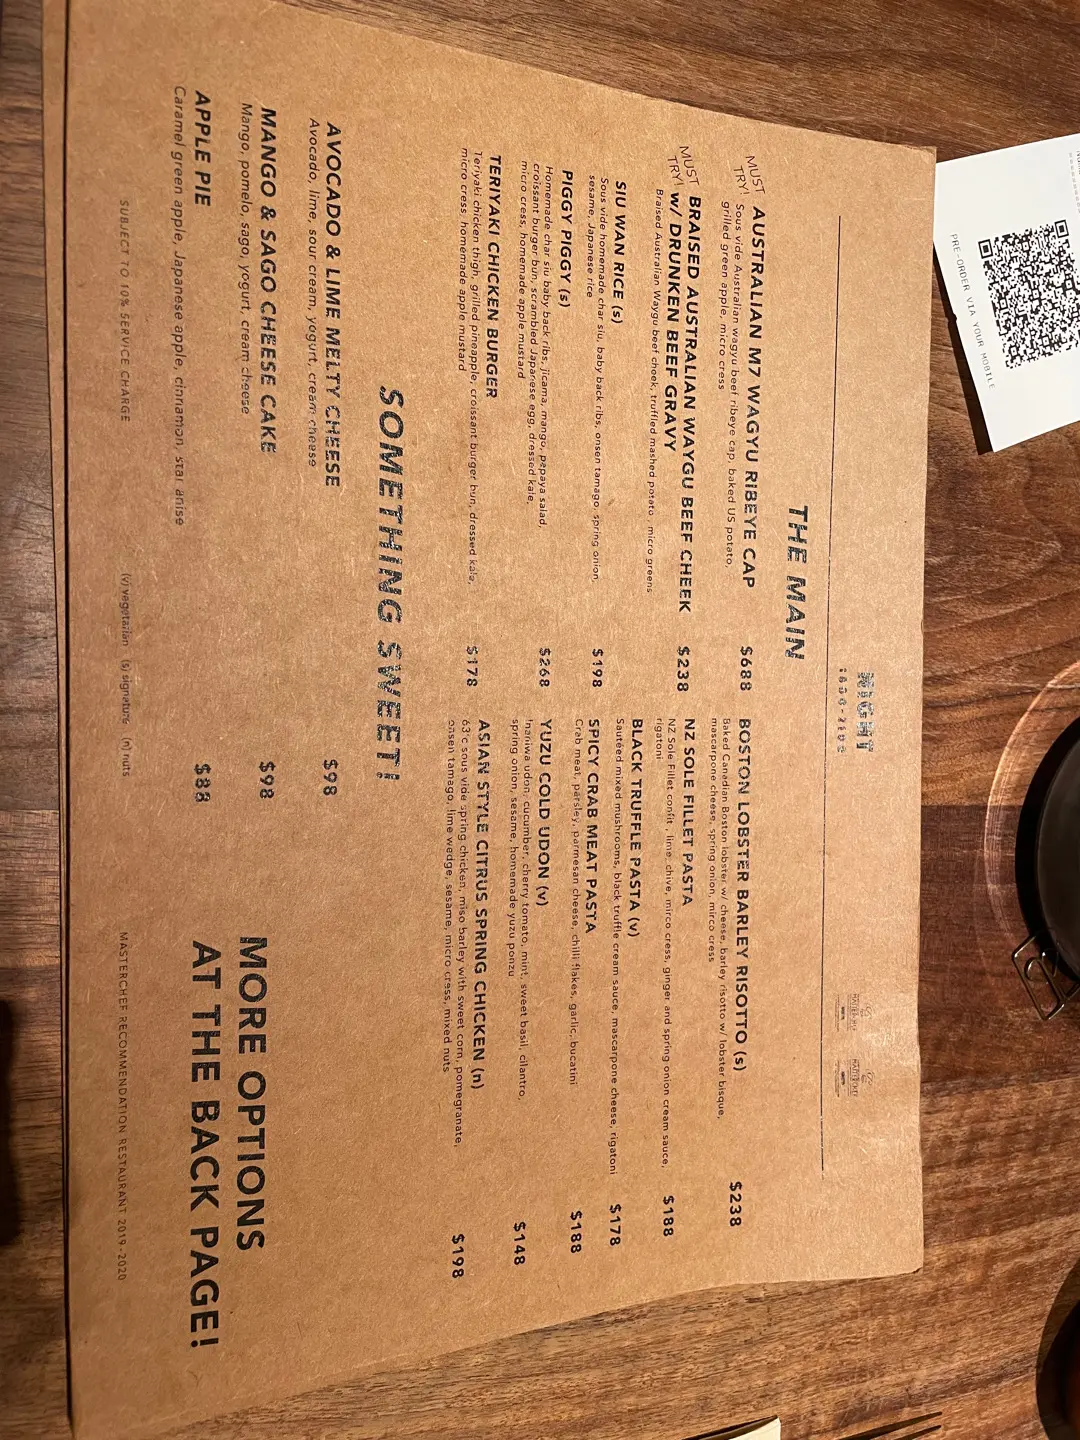 NIGHT
THE MAIN
MUST TRY!
AUSTRALIAN M7 WAGYU RIBEYE CAP $688
Sous vide Australian wagyu beef ribeye cap, baked US potato,
grilled green apple, micro cress
MUST TRY!
BRAISED AUSTRALIAN WAYGU BEEF CHEEK
w/ DRUNKEN BEEF GRAVY $238
Braised Australian Waygu beef cheek, truffled mashed potato, micro greens
SIU WAN RICE (s) $198
Sous vide homemade char siu, baby back ribs, onsen tamago, spring onion,
sesame, Japanese rice
PIGGY PIGGY (s) $268
Homemade char siu baby back ribs, jicama, mango, papaya salad,
croissant burger bun, scrambled Japanese egg, dressed kale,
micro cress, homemade apple mustard
TERIYAKI CHICKEN BURGER $178
Teriyaki chicken thigh, grilled pineapple, croissant burger bun, dressed kale,
micro cress, homemade apple mustard
BOSTON LOBSTER BARLEY RISOTTO (s) $238
Baked Canadian Boston lobster w/ cheese, barley risotto w/ lobster bisque,
mascarpone cheese, spring onion, mirco cress
NZ SOLE FILLET PASTA $188
NZ Sole Fillet confit, lime, chive, mirco cress, ginger and spring onion cream sauce,
rigatoni
BLACK TRUFFLE PASTA (v) $178
Sautéed mixed mushrooms, black truffle cream sauce, mascarpone cheese, rigatoni
SPICY CRAB MEAT PASTA $188
Crab meat, parsley, parmesan cheese, chilli flakes, garlic, bucatini
YUZU COLD UDON (v) $148
Inaniwa udon, cucumber, cherry tomato, mint, sweet basil, cilantro,
spring onion, sesame, homemade yuzu ponzu
ASIAN STYLE CITRUS SPRING CHICKEN (n) $198
63°c sous vide spring chicken, miso barley with sweet corn, pomegranate,
onsen tamago, lime wedge, sesame, micro cress, mixed nuts
SOMETHING SWEET!
AVOCADO & LIME MELTY CHEESE $98
Avocado, lime, sour cream, yogurt, cream cheese
MANGO & SAGO CHEESE CAKE $98
Mango, pomelo, sago, yogurt, cream cheese
APPLE PIE $88
Caramel green apple, Japanese apple, cinnamon, star anise
MORE OPTIONS
AT THE BACK PAGE!
SUBJECT TO 10% SERVICE CHARGE
(v) vegetarian (s) signature (n) nuts
MASTERCHEF RECOMMENDATION RESTAURANT 2019-2020
PRE-ORDER VIA YOUR MOBILE